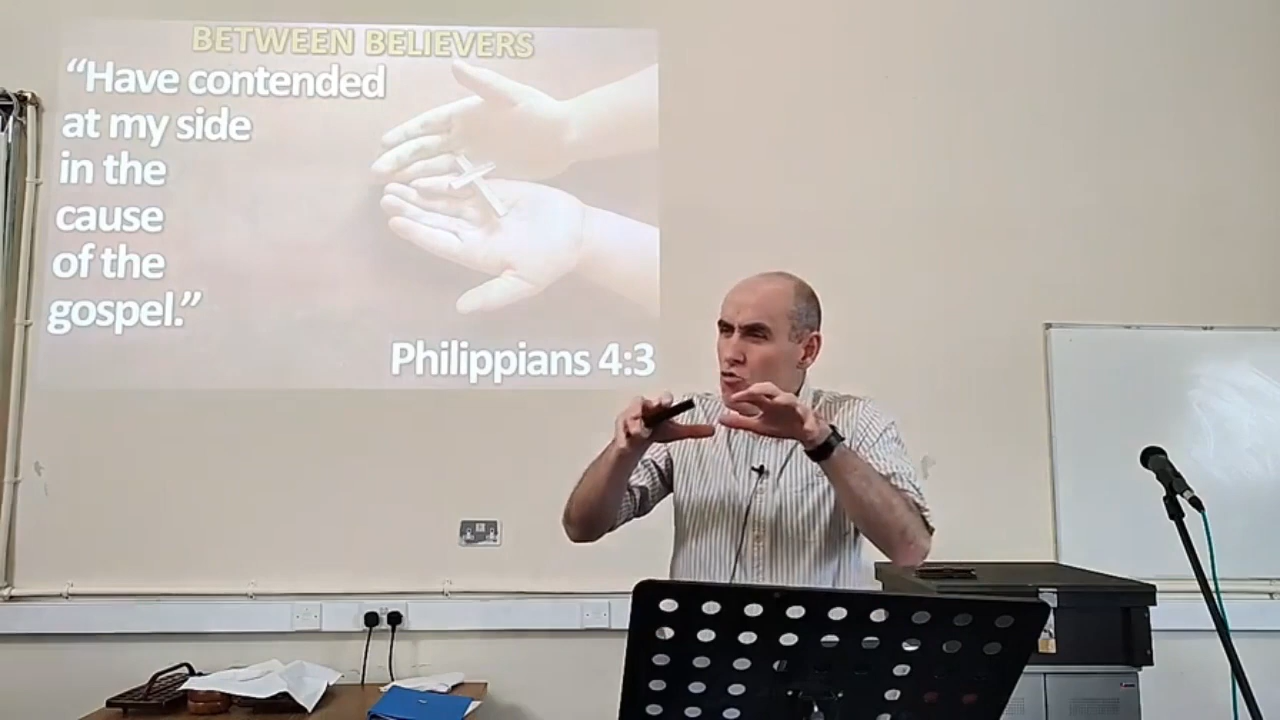 BETWEEN BELIEVERS
“Have contended
at my side
in the
cause
of the
gospel.”
Philippians 4:3